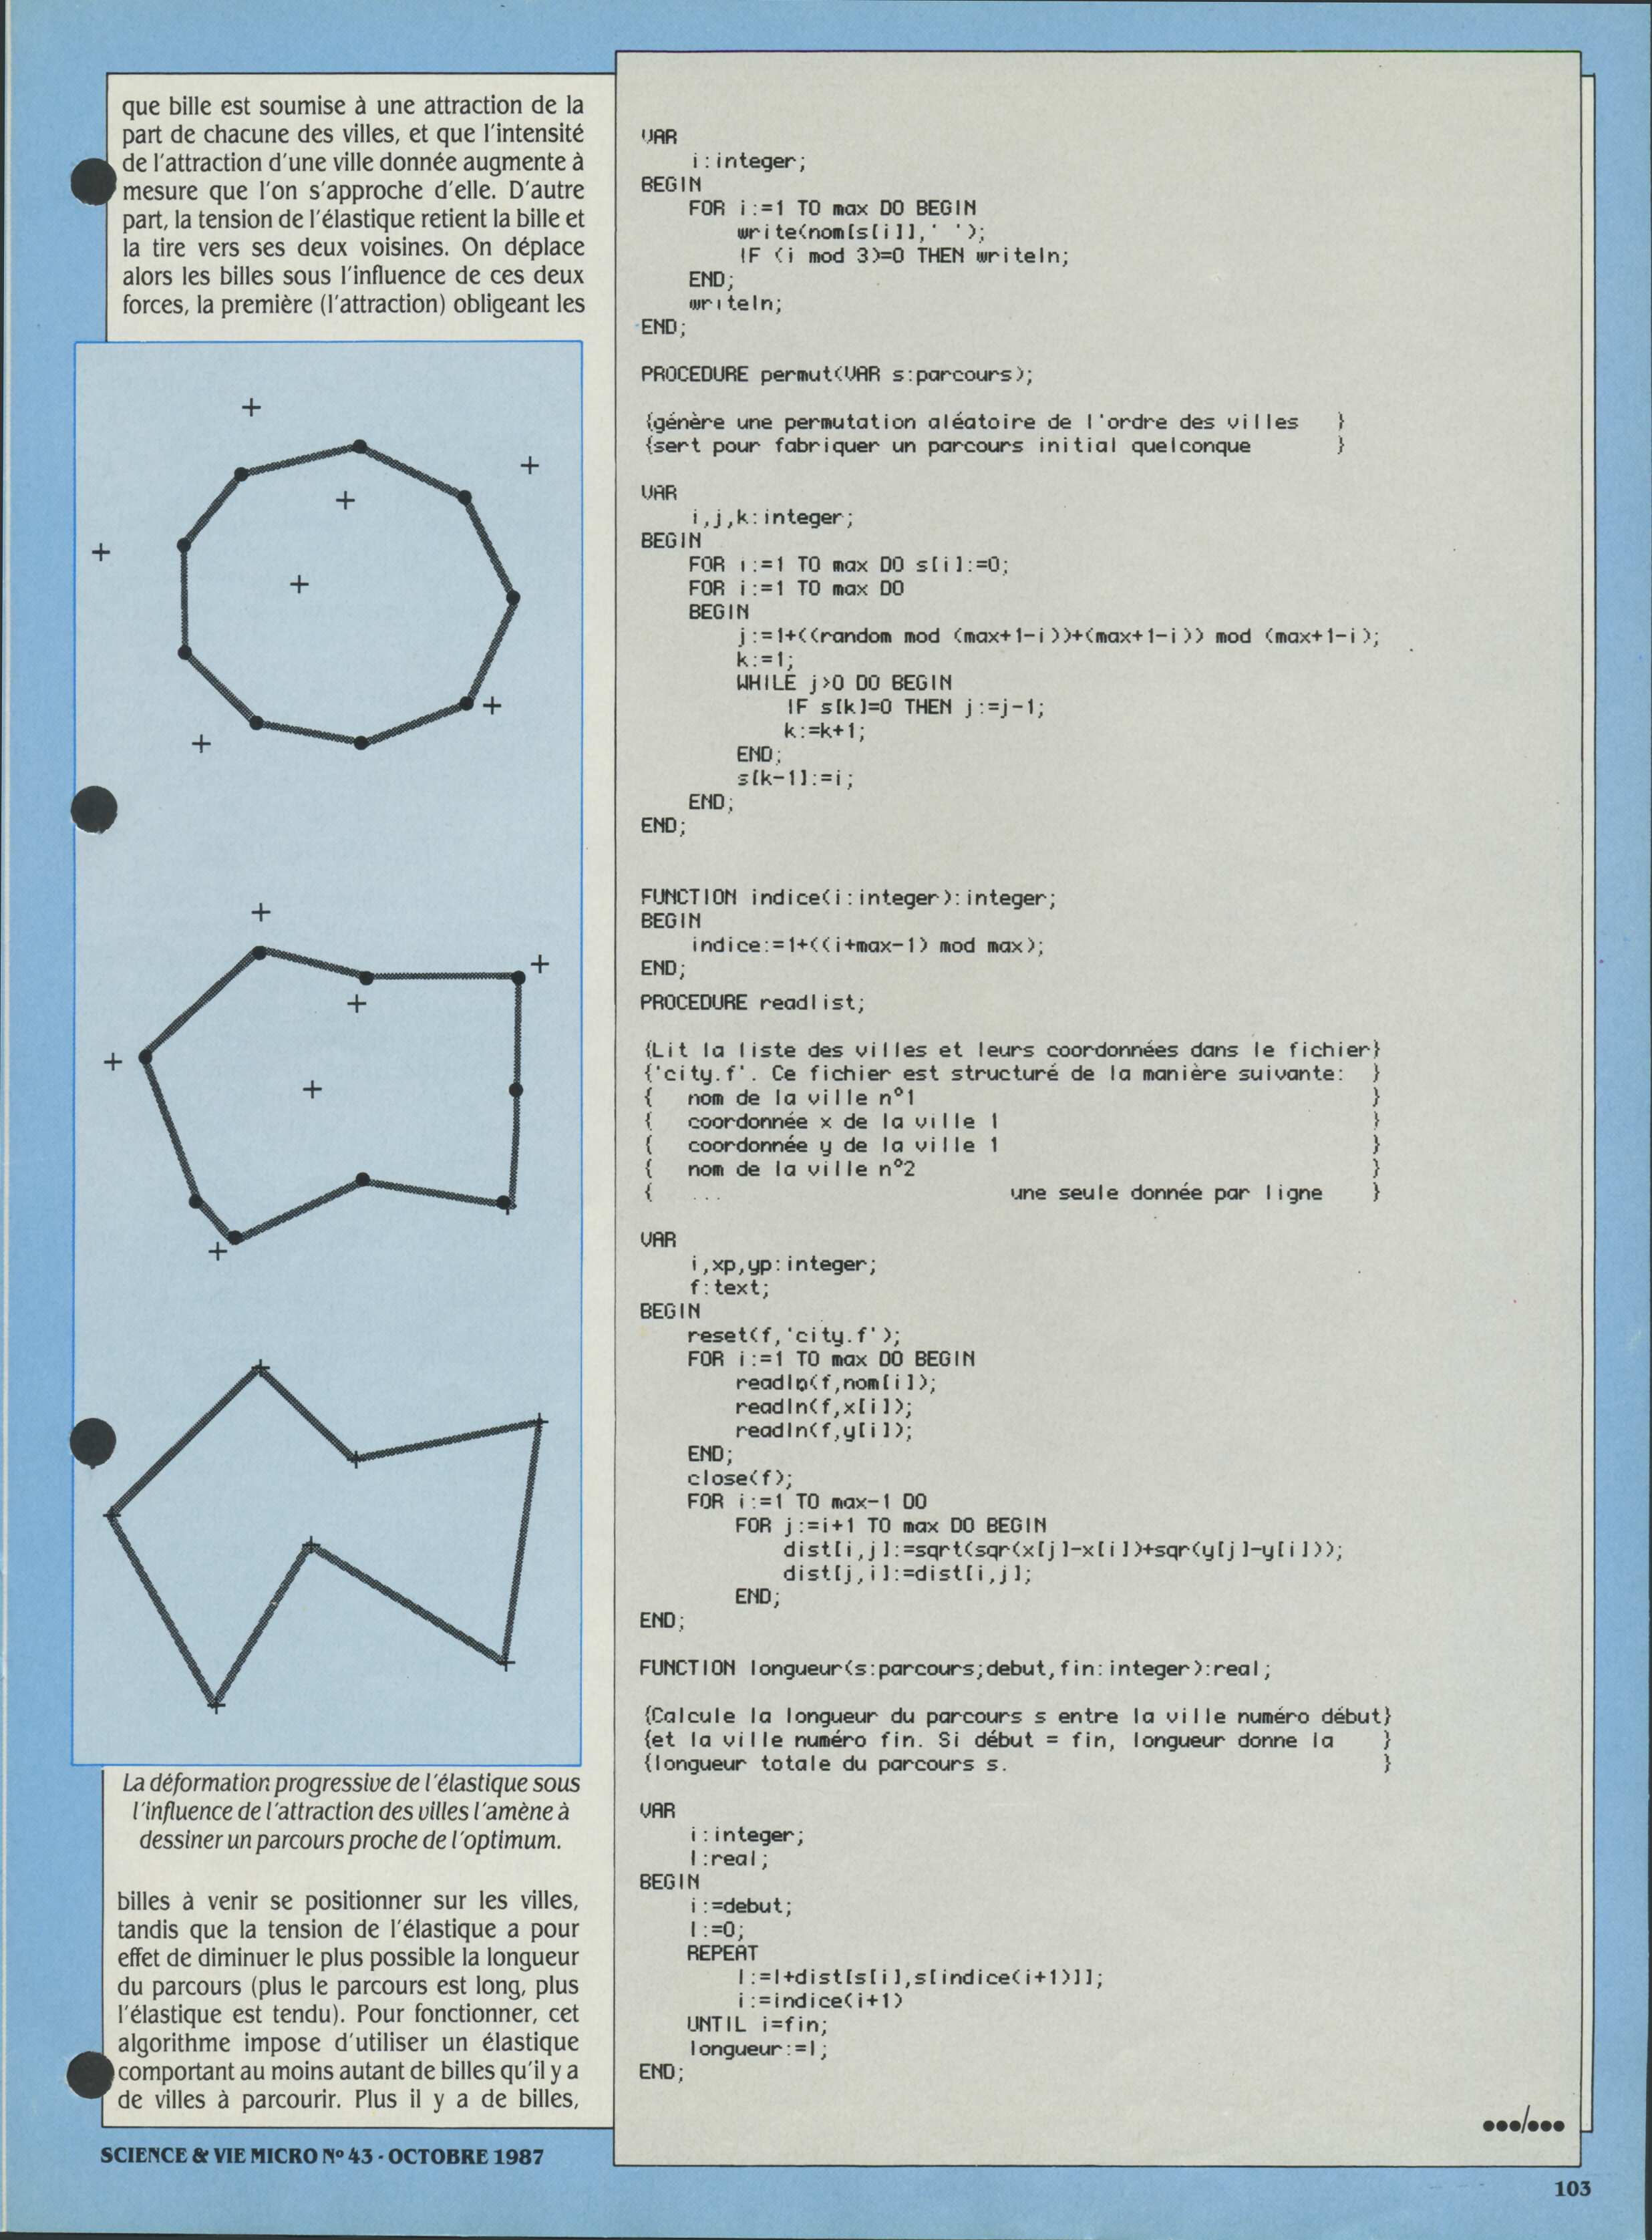 que bille est soumise à une attraction de la
part de chacune des villes, et que l'intensité
de l'attraction d'une ville donnée augmente à
mesure que l'on s'approche d'elle. D'autre
part, la tension de l'élastique retient la bille et
la tire vers ses deux voisines. On déplace
alors les billes sous l'influence de ces deux
forces, la première (l'attraction) obligeant les
La déformation progressive de l'élastique sous
l'influence de l'attraction des villes l'amène à
dessiner un parcours proche de l'optimum.
billes à venir se positionner sur les villes,
tandis que la tension de l'élastique a pour
effet de diminuer le plus possible la longueur
du parcours (plus le parcours est long, plus
l'élastique est tendu). Pour fonctionner, cet
algorithme impose d'utiliser un élastique
comportant au moins autant de billes qu'il y a
de villes à parcourir. Plus il y a de billes,
VAR
    i:integer;
BEGIN
    FOR i:=1 TO max DO BEGIN
        write(nom[s[i]],' ');
        IF (i mod 3)=0 THEN writeln;
    END;
    writeln;
END;
PROCEDURE permut(VAR s:parcours);
{génère une permutation aléatoire de l'ordre des villes   }
{sert pour fabriquer un parcours initial quelconque       }
VAR
    i,j,k:integer;
BEGIN
    FOR i:=1 TO max DO s[i]:=0;
    FOR i:=1 TO max DO
    BEGIN
        j:=1+((random mod (max+1-i))+(max+1-i)) mod (max+1-i);
        k:=1;
        WHILE j>0 DO BEGIN
            IF s[k]=0 THEN j:=j-1;
            k:=k+1;
        END;
        s[k-1]:=i;
    END;
END;
FUNCTION indice(i:integer):integer;
BEGIN
    indice:=1+((i+max-1) mod max);
END;
PROCEDURE readlist;
{Lit la liste des villes et leurs coordonnées dans le fichier}
{'city.f'. Ce fichier est structuré de la manière suivante:  }
{   nom de la ville n°1                                      }
{   coordonnée x de la ville 1                               }
{   coordonnée y de la ville 1                               }
{   nom de la ville n°2                                      }
{   ...                        une seule donnée par ligne    }
VAR
    i,xp,yp:integer;
    f:text;
BEGIN
    reset(f,'city.f');
    FOR i:=1 TO max DO BEGIN
        readln(f,nom[i]);
        readln(f,x[i]);
        readln(f,y[i]);
    END;
    close(f);
    FOR i:=1 TO max-1 DO
        FOR j:=i+1 TO max DO BEGIN
            dist[i,j]:=sqrt(sqr(x[j]-x[i])+sqr(y[j]-y[i]));
            dist[j,i]:=dist[i,j];
        END;
END;
FUNCTION longueur(s:parcours;debut,fin:integer):real;
{Calcule la longueur du parcours s entre la ville numéro début}
{et la ville numéro fin. Si début = fin, longueur donne la    }
{longueur totale du parcours s.                               }
VAR
    i:integer;
    l:real;
BEGIN
    i:=debut;
    l:=0;
    REPEAT
        l:=l+dist[s[i],s[indice(i+1)]];
        i:=indice(i+1)
    UNTIL i=fin;
    longueur:=l;
END;
•••/•••
SCIENCE & VIE MICRO Nº 43 - OCTOBRE 1987
103